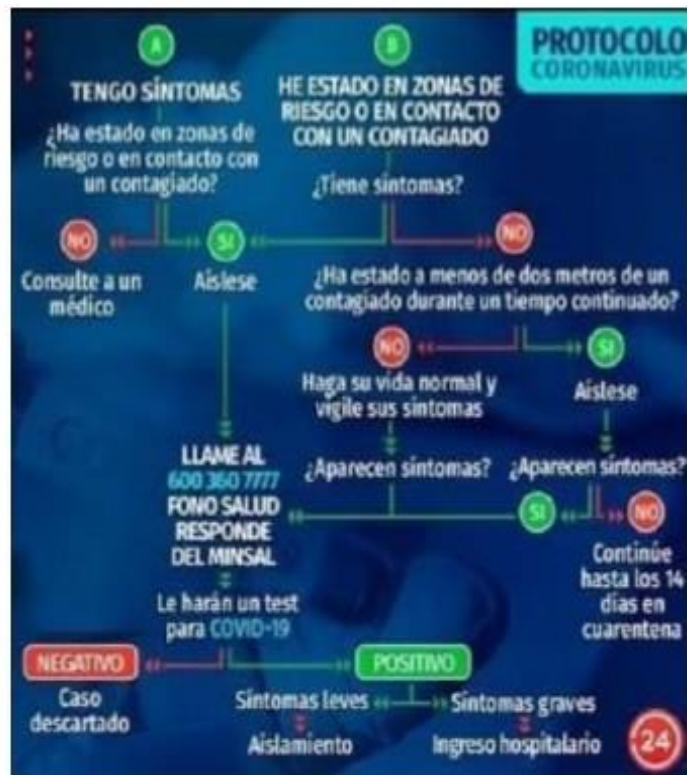 PROTOCOLO
CORONAVIRUS
A
TENGO SÍNTOMAS
¿Ha estado en zonas de
riesgo o en contacto con
un contagiado?
NO
Consulte a un
médico
SI
Aíslese
B
HE ESTADO EN ZONAS DE
RIESGO O EN CONTACTO
CON UN CONTAGIADO
¿Tiene síntomas?
NO
¿Ha estado a menos de dos metros de un
contagiado durante un tiempo continuado?
NO
Haga su vida normal y
vigile sus síntomas
¿Aparecen síntomas?
SI
Aíslese
¿Aparecen síntomas?
SI
NO
Continúe
hasta los 14
días en
cuarentena
LLAME AL
600 360 7777
FONO SALUD
RESPONDE
DEL MINSAL
Le harán un test
para COVID-19
NEGATIVO
Caso
descartado
POSITIVO
Síntomas leves
Aislamiento
Síntomas graves
Ingreso hospitalario
24